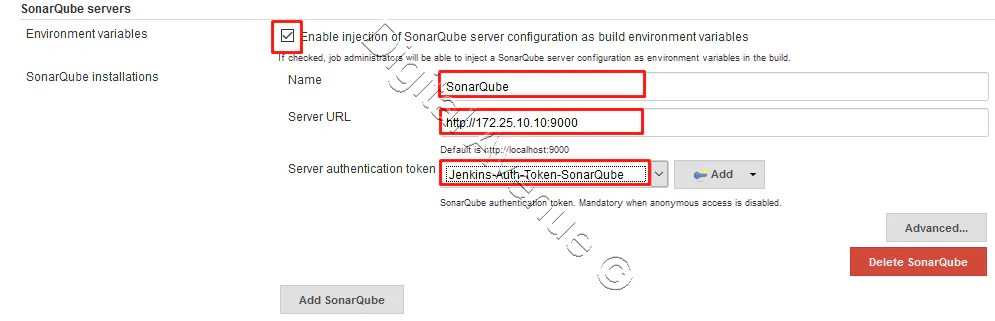 SonarQube servers
Environment variables
Enable injection of SonarQube server configuration as build environment variables
If checked, job administrators will be able to inject a SonarQube server configuration as environment variables in the build.
SonarQube installations
Name
SonarQube
Server URL
http://172.25.10.10:9000
Default is http://localhost:9000
Server authentication token
Jenkins-Auth-Token-SonarQube
Add
SonarQube authentication token. Mandatory when anonymous access is disabled.
Advanced...
Delete SonarQube
Add SonarQube
Digital Avenue ©